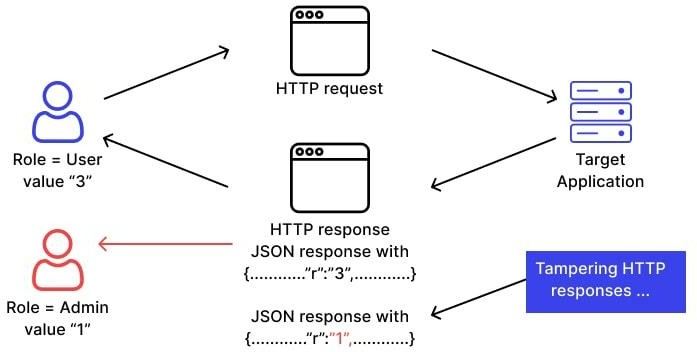 HTTP request
Role = User
value “3”
Target
Application
HTTP response
JSON response with
{............”r”:”3”,............}
Role = Admin
value “1”
Tampering HTTP
responses ...
JSON response with
{............”r”:”1”,............}